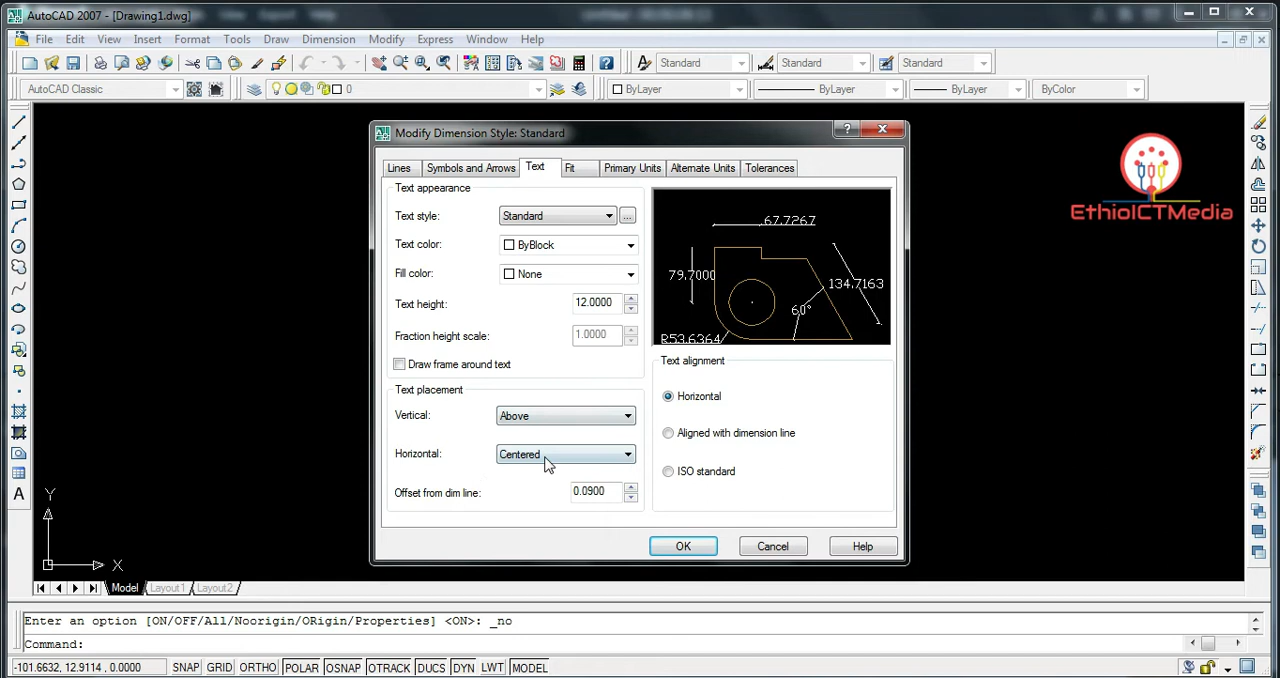 AutoCAD 2007 - [Drawing1.dwg]
File Edit View Insert Format Tools Draw Dimension Modify Express Window Help
Standard Standard Standard
AutoCAD Classic 0 ByLayer ByLayer ByLayer ByColor
Modify Dimension Style: Standard
Lines Symbols and Arrows Text Fit Primary Units Alternate Units Tolerances
Text appearance
Text style: Standard ...
Text color: ByBlock
Fill color: None
Text height: 12.0000
Fraction height scale: 1.0000
Draw frame around text
Text placement
Vertical: Above
Horizontal: Centered
Offset from dim line: 0.0900
67.7267
79.7000
134.7163
60°
R53.6364
Text alignment
Horizontal
Aligned with dimension line
ISO standard
OK Cancel Help
EthioICTMedia
Y
X
A
Model Layout1 Layout2
Enter an option [ON/OFF/All/Noorigin/ORigin/Properties] <ON>: _no
Command:
-101.6632, 12.9114 , 0.0000 SNAP GRID ORTHO POLAR OSNAP OTRACK DUCS DYN LWT MODEL